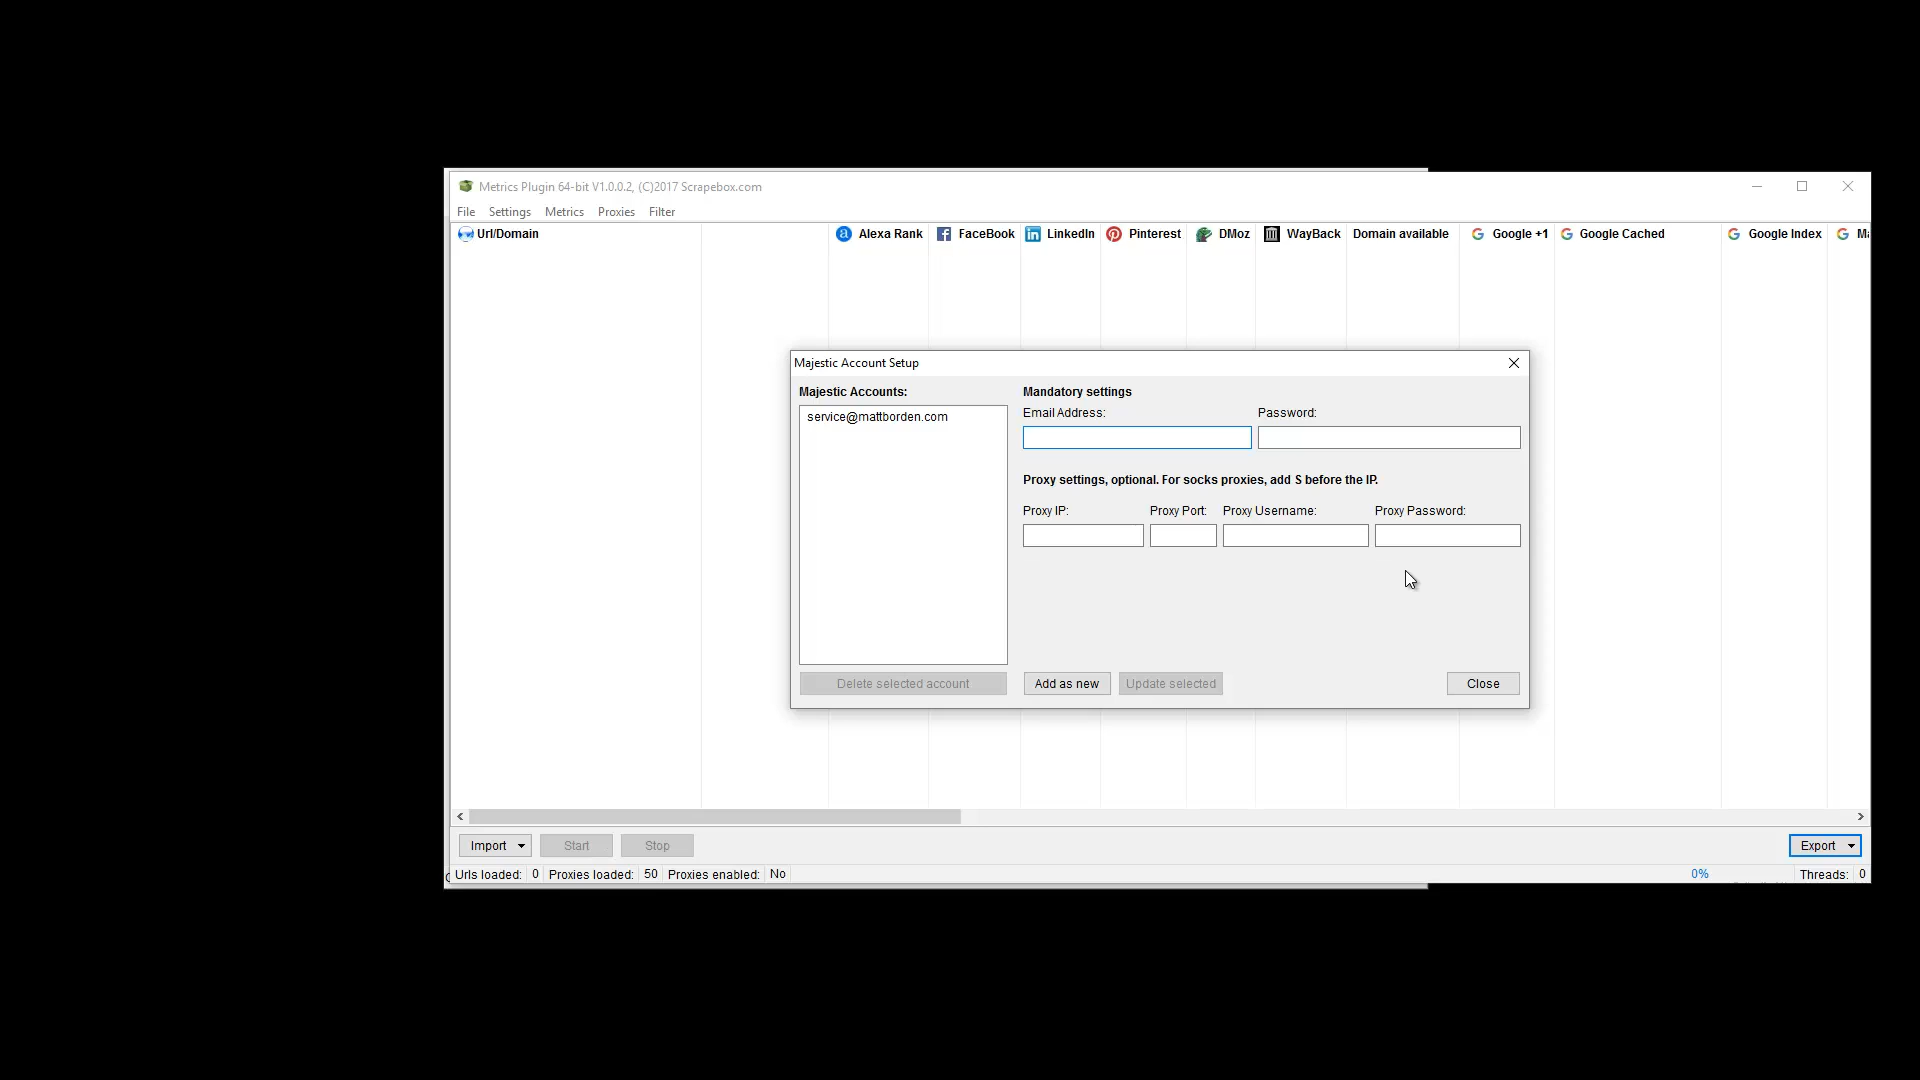 Metrics Plugin 64-bit V1.0.0.2, (C)2017 Scrapebox.com
File Settings Metrics Proxies Filter
Url/Domain Alexa Rank FaceBook LinkedIn Pinterest DMoz WayBack Domain available Google +1 Google Cached Google Index
Majestic Account Setup
Majestic Accounts: Mandatory settings
service@mattborden.com Email Address: Password:
Proxy settings, optional. For socks proxies, add S before the IP.
Proxy IP: Proxy Port: Proxy Username: Proxy Password:
Delete selected account Add as new Update selected Close
Import Start Stop Export
Urls loaded: 0 Proxies loaded: 50 Proxies enabled: No 0% Threads: 0